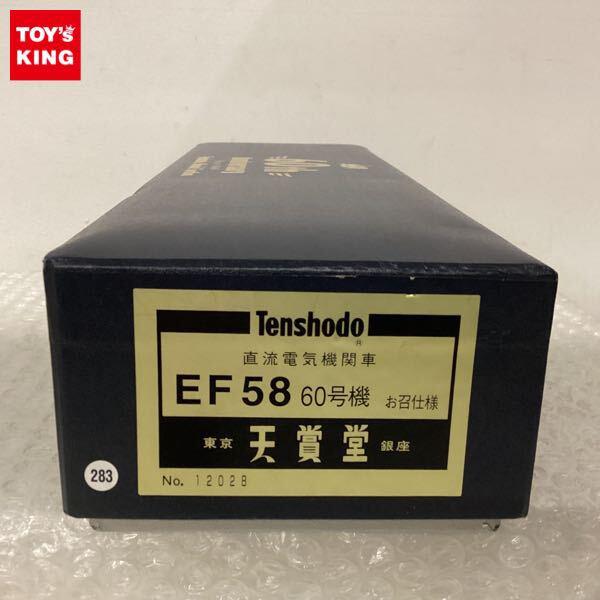 TOY's
KING
Tenshodo
®
直流電気機関車
EF58 60号機 お召仕様
東京 天賞堂 銀座
No. 12028
283